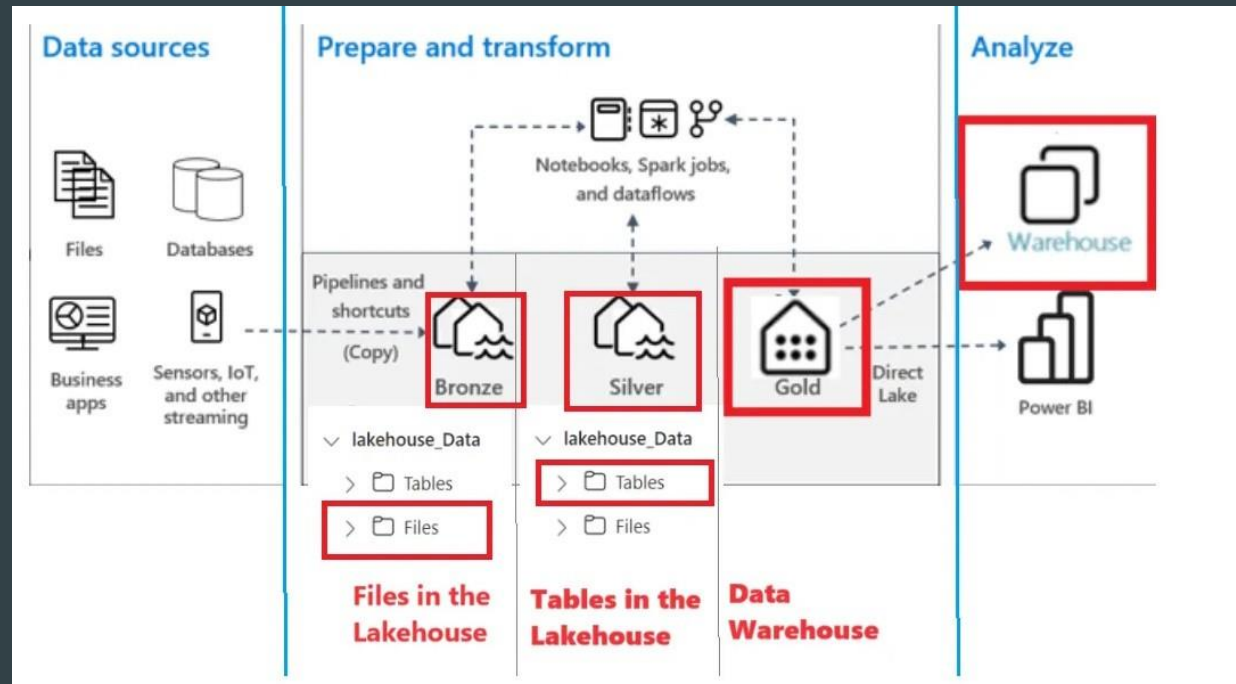 Data sources
Files
Databases
Business
apps
Sensors, IoT,
and other
streaming
Prepare and transform
Notebooks, Spark jobs,
and dataflows
Pipelines and
shortcuts
(Copy)
Bronze
lakehouse_Data
Tables
Files
Files in the
Lakehouse
Silver
lakehouse_Data
Tables
Files
Tables in the
Lakehouse
Gold
Direct
Lake
Data
Warehouse
Analyze
Warehouse
Power BI